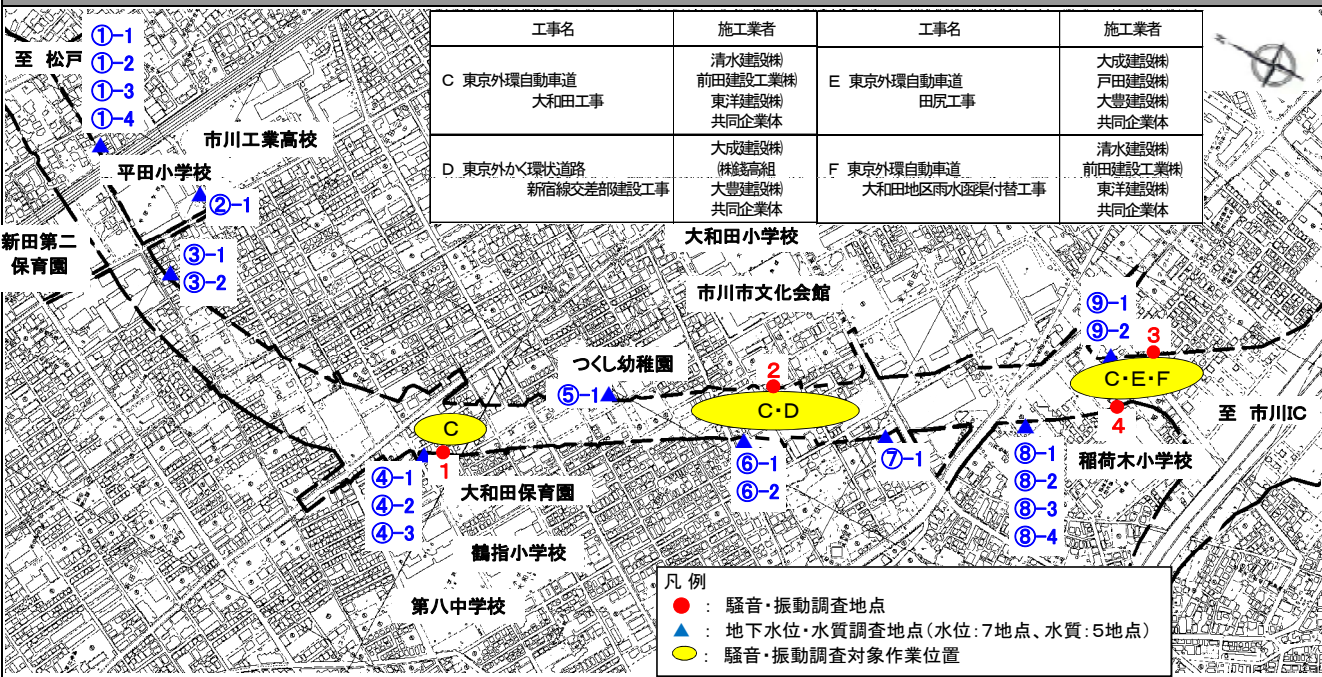 工事名 施工業者 工事名 施工業者
C 東京外環自動車道
大和田工事
清水建設㈱
前田建設工業㈱
東洋建設㈱
共同企業体
E 東京外環自動車道
田尻工事
大成建設㈱
戸田建設㈱
大豊建設㈱
共同企業体
D 東京外かく環状道路
新宿線交差部建設工事
大成建設㈱
㈱銭高組
大豊建設㈱
共同企業体
F 東京外環自動車道
大和田地区雨水函渠付替工事
清水建設㈱
前田建設工業㈱
東洋建設㈱
共同企業体
N
至 松戸
①-1
①-2
①-3
①-4
市川工業高校
平田小学校
②-1
新田第二
保育園
③-1
③-2
大和田小学校
市川市文化会館
つくし幼稚園
⑤-1
2
C・D
⑨-1
⑨-2
3
C・E・F
4
至 市川IC
C
1
④-1
④-2
④-3
大和田保育園
⑥-1
⑥-2
⑦-1
⑧-1
⑧-2
⑧-3
⑧-4
稲荷木小学校
鶴指小学校
第八中学校
凡 例
： 騒音・振動調査地点
： 地下水位・水質調査地点（水位：7地点、水質：5地点）
： 騒音・振動調査対象作業位置